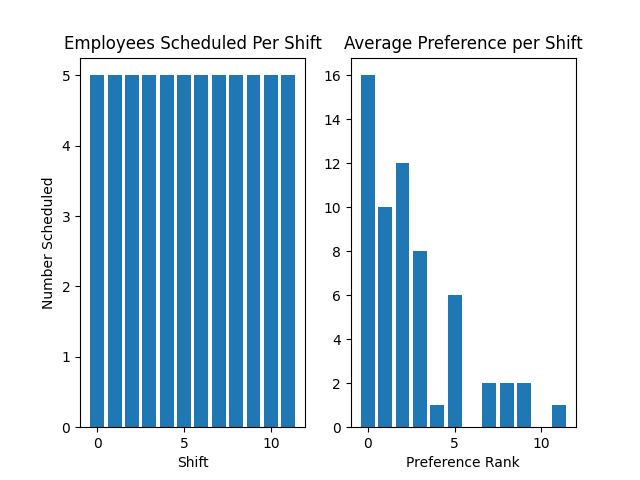 Employees Scheduled Per Shift
Number Scheduled
5
4
3
2
1
0
0 5 10
Shift
Average Preference per Shift
16
14
12
10
8
6
4
2
0
0 5 10
Preference Rank